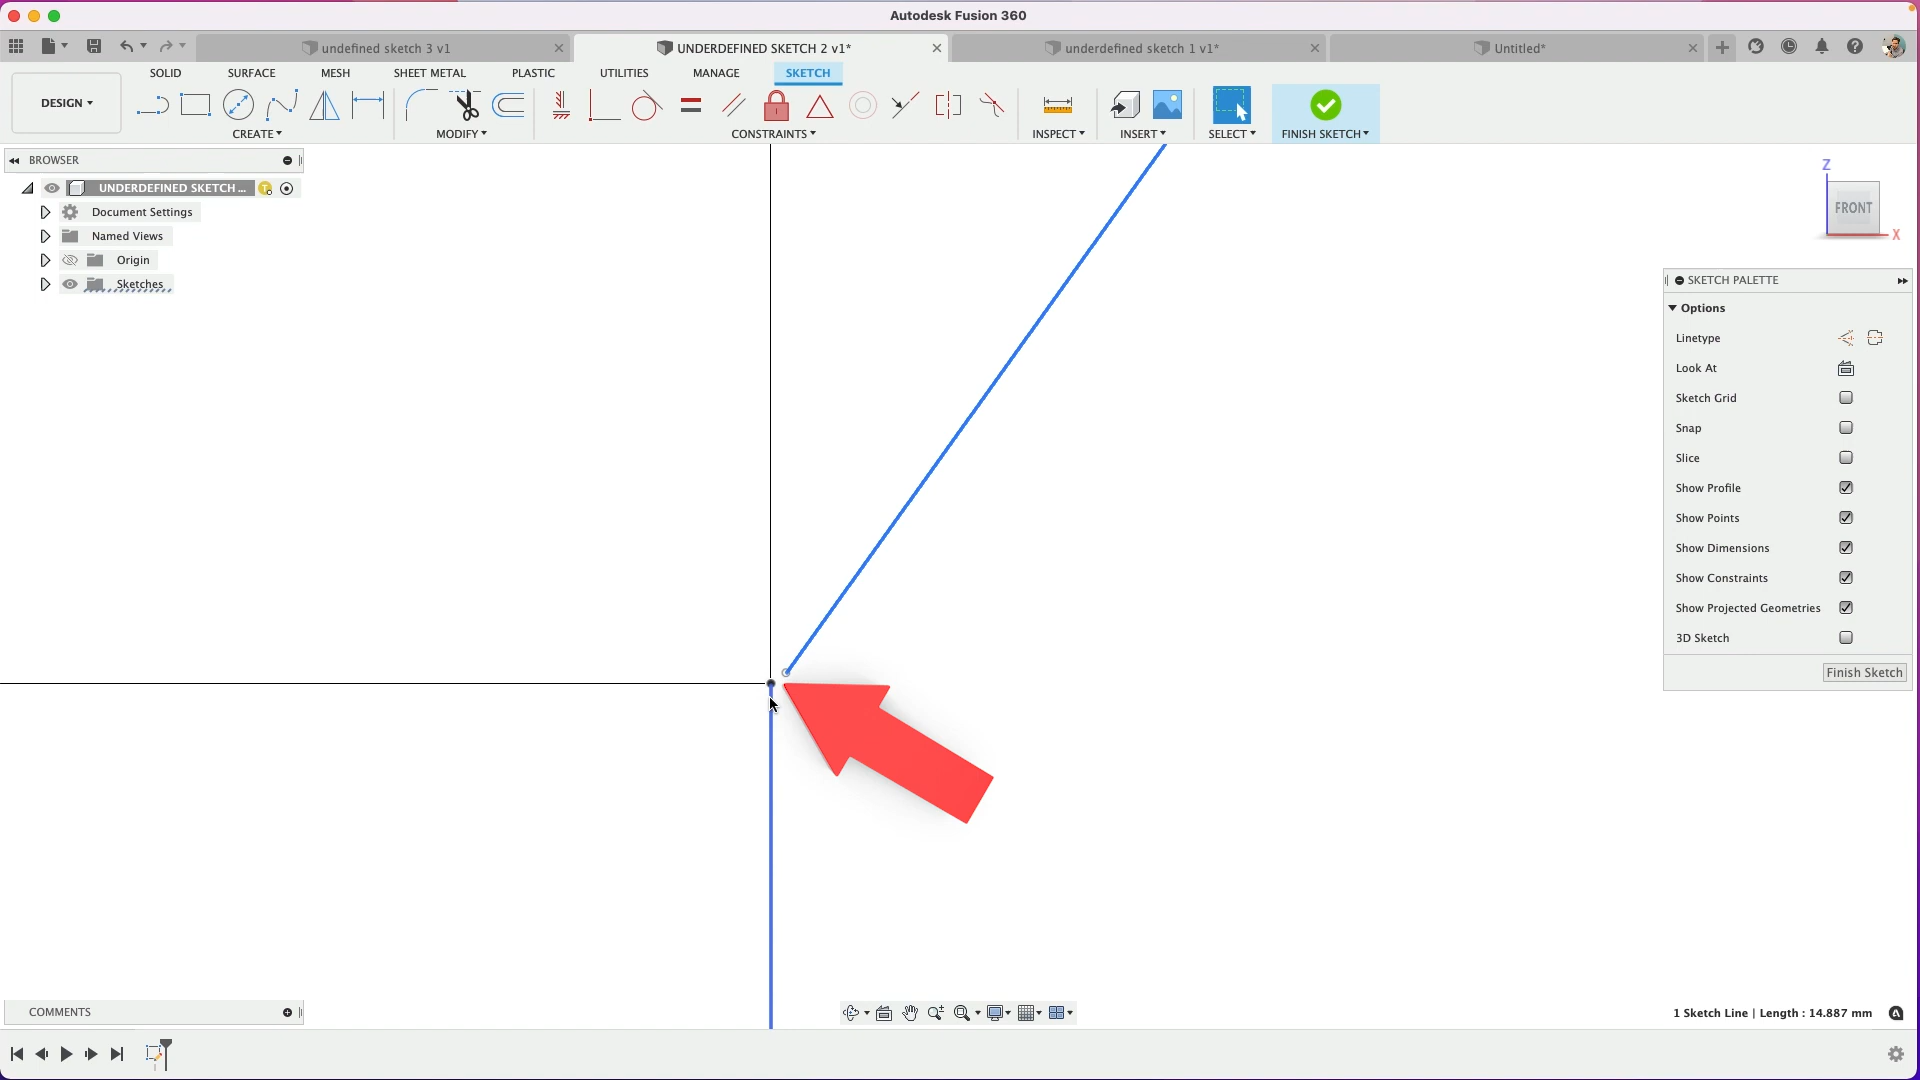 Autodesk Fusion 360
undefined sketch 3 v1
UNDERDEFINED SKETCH 2 v1*
underdefined sketch 1 v1*
Untitled*
DESIGN
SOLID
SURFACE
MESH
SHEET METAL
PLASTIC
UTILITIES
MANAGE
SKETCH
CREATE
MODIFY
CONSTRAINTS
INSPECT
INSERT
SELECT
FINISH SKETCH
BROWSER
UNDERDEFINED SKETCH ...
Document Settings
Named Views
Origin
Sketches
Z
FRONT
X
SKETCH PALETTE
Options
Linetype
Look At
Sketch Grid
Snap
Slice
Show Profile
Show Points
Show Dimensions
Show Constraints
Show Projected Geometries
3D Sketch
Finish Sketch
COMMENTS
1 Sketch Line | Length : 14.887 mm